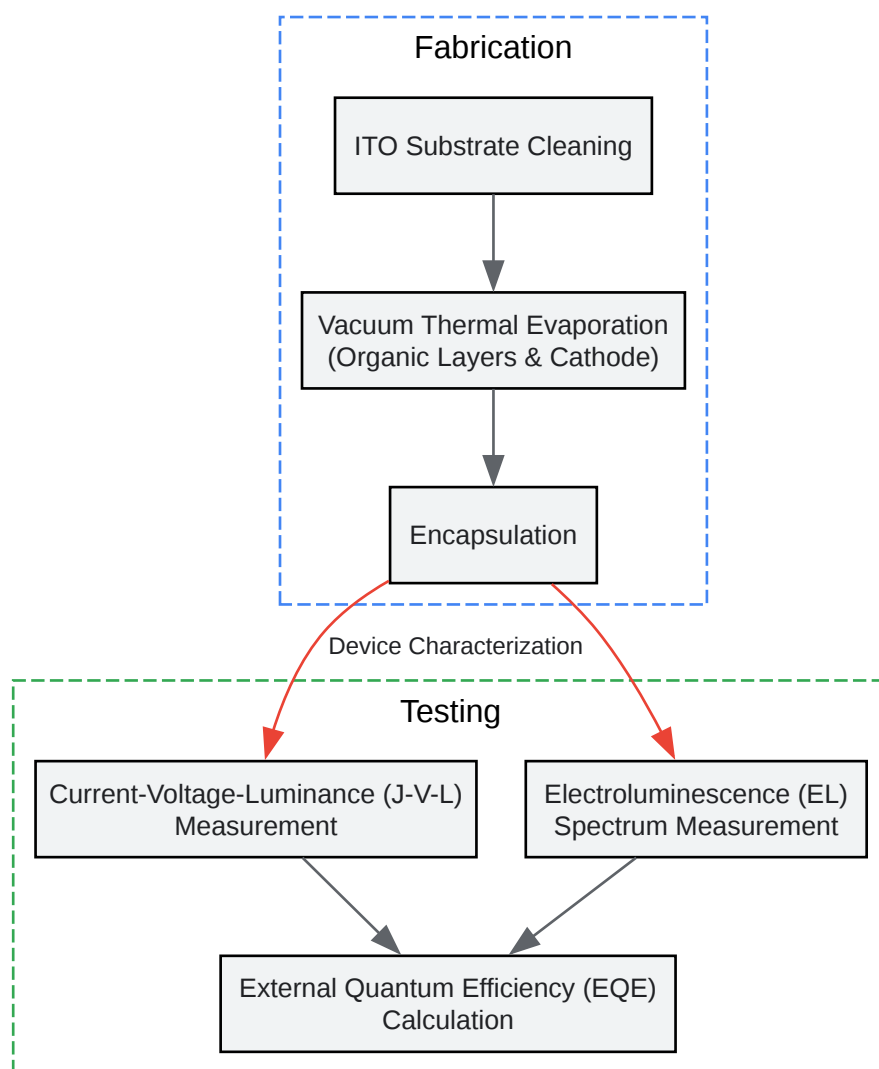 Fabrication
ITO Substrate Cleaning
Vacuum Thermal Evaporation
(Organic Layers & Cathode)
Encapsulation
Device Characterization
Testing
Current-Voltage-Luminance (J-V-L)
Measurement
Electroluminescence (EL)
Spectrum Measurement
External Quantum Efficiency (EQE)
Calculation